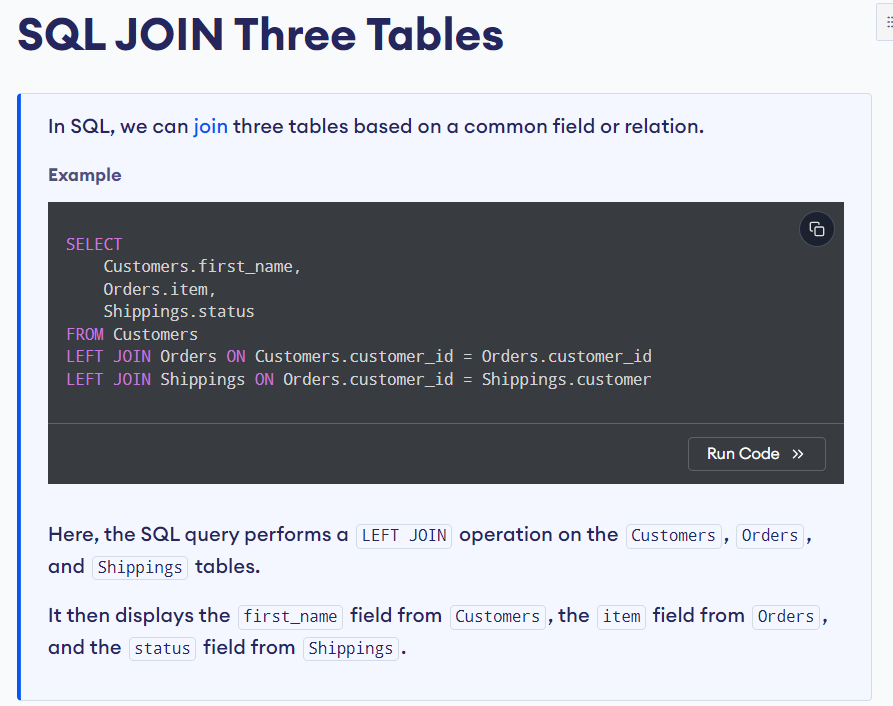 SQL JOIN Three Tables
In SQL, we can join three tables based on a common field or relation.
Example
SELECT
    Customers.first_name,
    Orders.item,
    Shippings.status
FROM Customers
LEFT JOIN Orders ON Customers.customer_id = Orders.customer_id
LEFT JOIN Shippings ON Orders.customer_id = Shippings.customer
Run Code »
Here, the SQL query performs a LEFT JOIN operation on the Customers, Orders,
and Shippings tables.
It then displays the first_name field from Customers, the item field from Orders,
and the status field from Shippings.